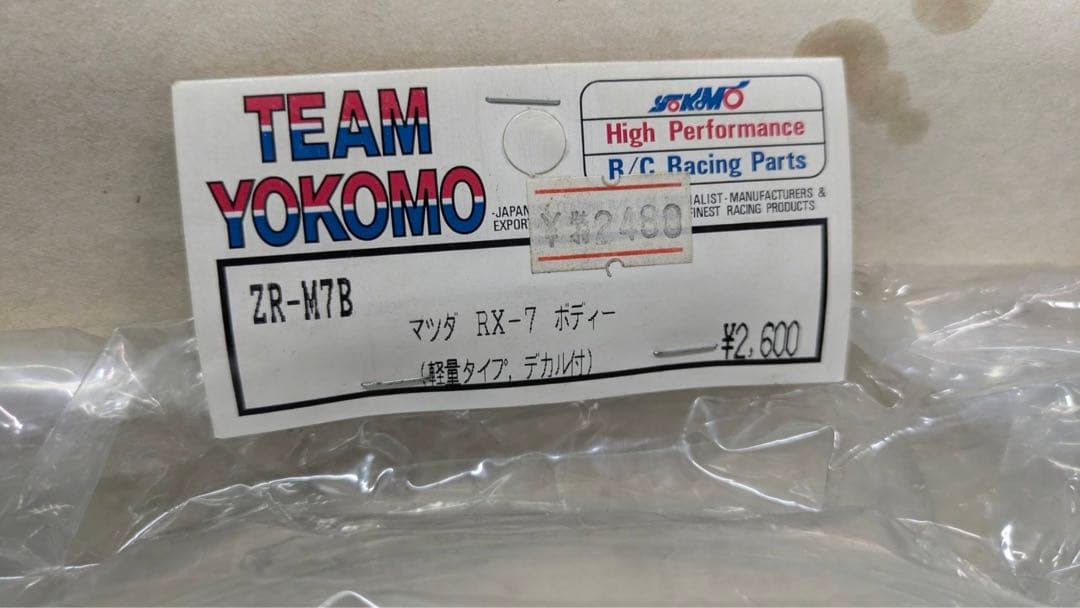 TEAM
YOKOMO
YOKOMO
High Performance
R/C Racing Parts
-JAPAN
EXPORT
IALIST-MANUFACTURERS &
FINEST RACING PRODUCTS
2480
ZR-M7B
マツダ RX-7 ボディー
(軽量タイプ,デカル付)
¥2,600